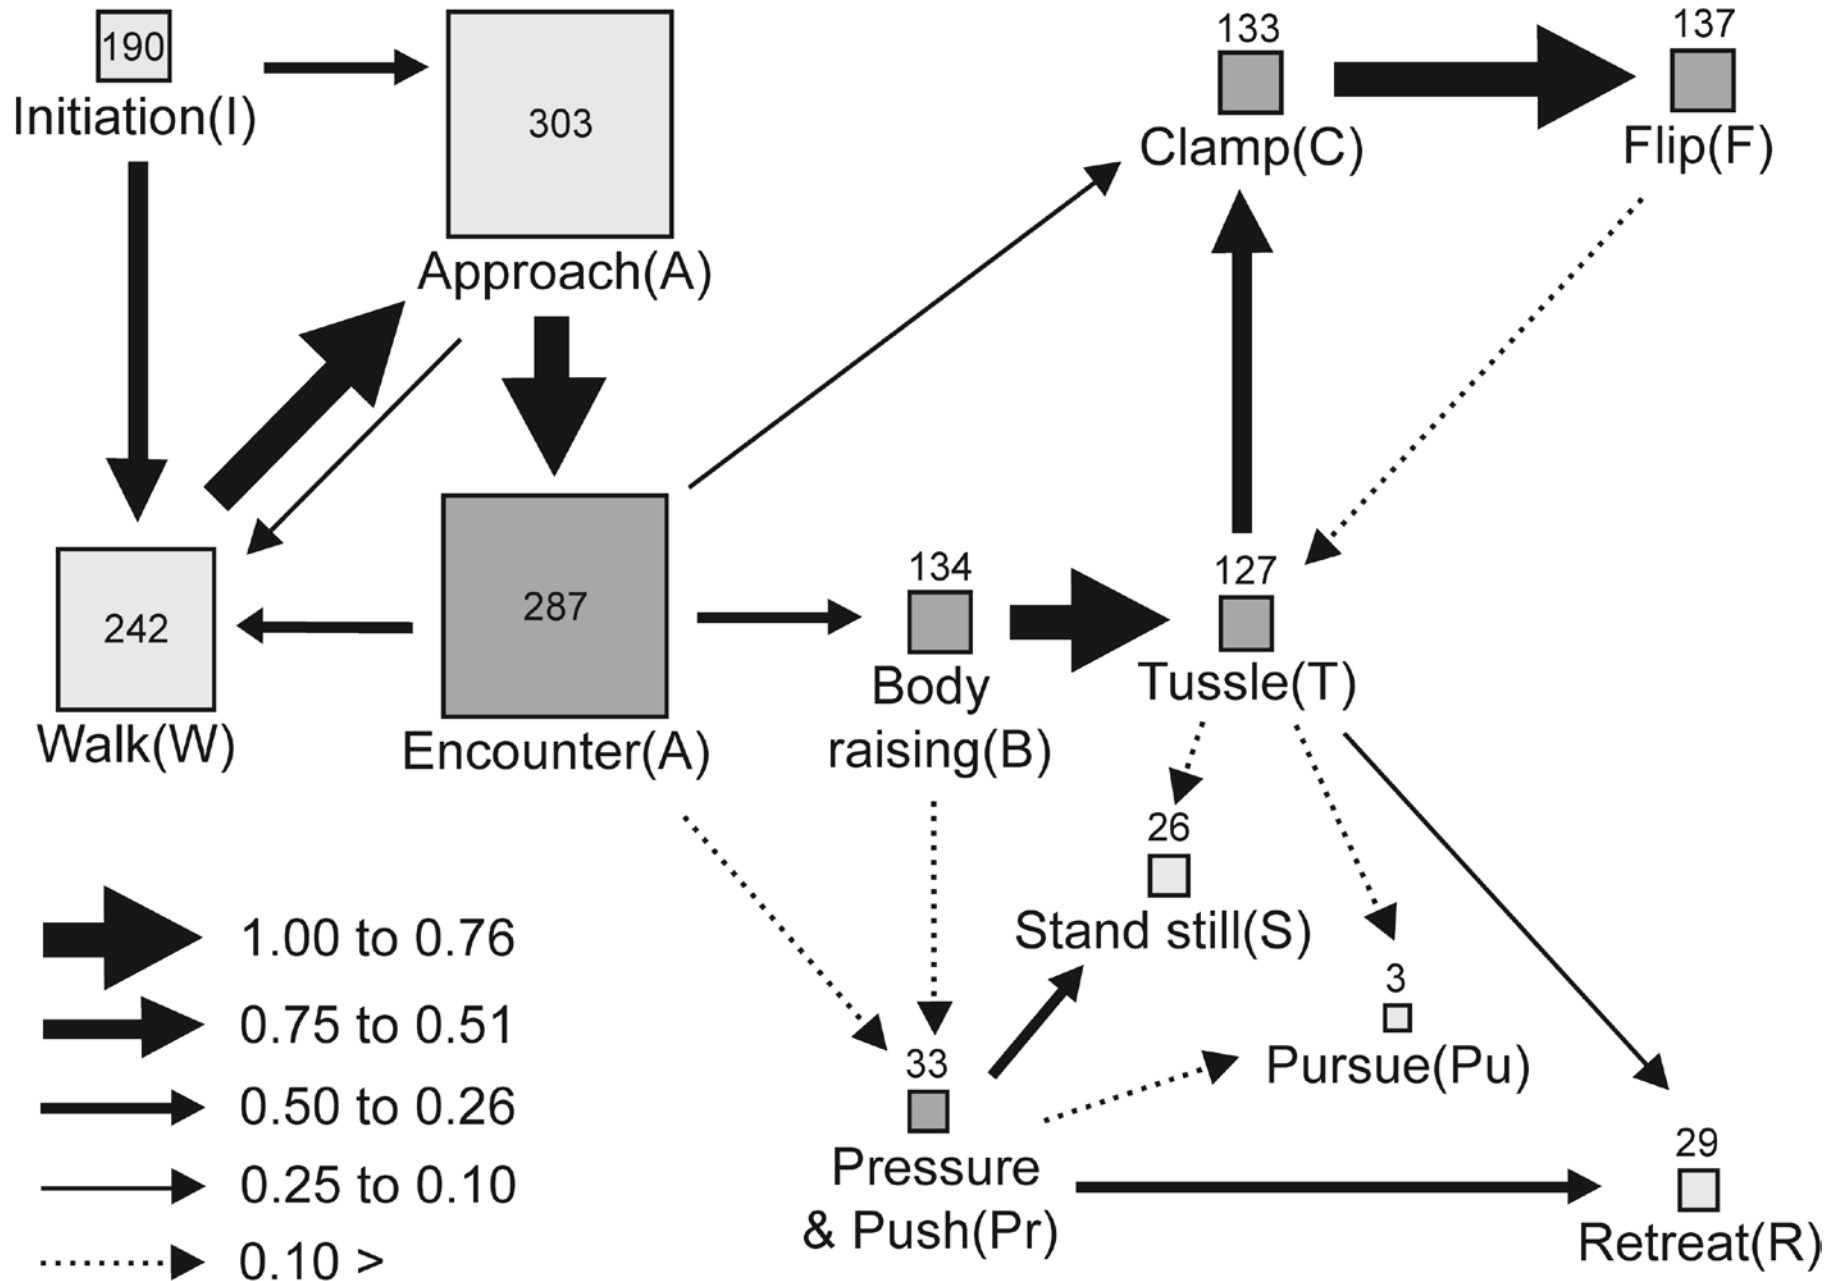 190
Initiation(I)
303
Approach(A)
133
Clamp(C)
137
Flip(F)
242
Walk(W)
287
Encounter(A)
134
Body
raising(B)
127
Tussle(T)
26
Stand still(S)
3
Pursue(Pu)
33
Pressure
& Push(Pr)
29
Retreat(R)
1.00 to 0.76
0.75 to 0.51
0.50 to 0.26
0.25 to 0.10
0.10 >